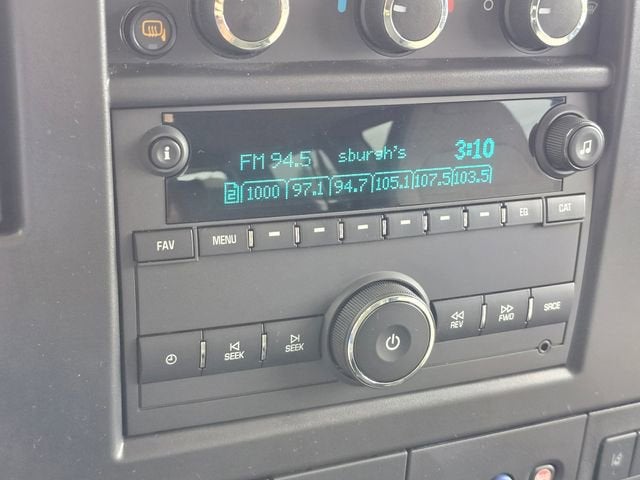 FM 94.5 sburgh's 3:10
2 1000 97.1 94.7 105.1 107.5 103.5
i
FAV MENU EQ CAT
SEEK SEEK REV FWD SRCE